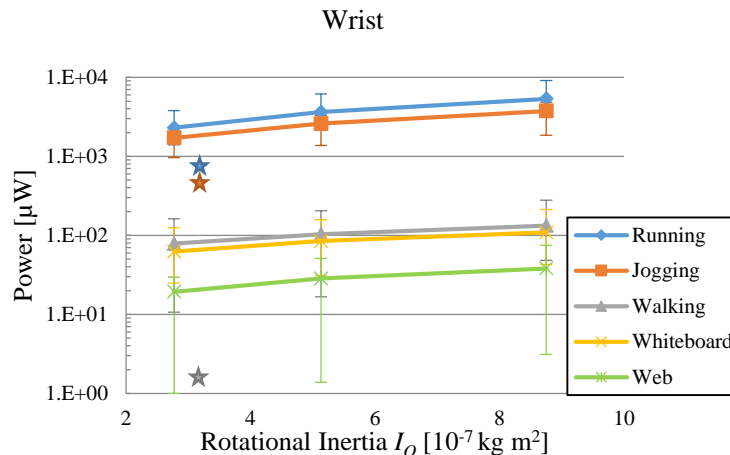 Wrist
Power [µW]
1.E+04
1.E+03
1.E+02
1.E+01
1.E+00
2 4 6 8 10
Rotational Inertia I_O [10⁻⁷ kg m²]
Running
Jogging
Walking
Whiteboard
Web